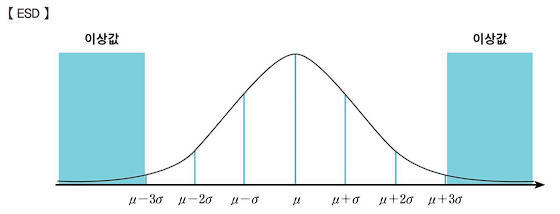 【 ESD 】
이상값 이상값
μ−3σ μ−2σ μ−σ μ μ+σ μ+2σ μ+3σ